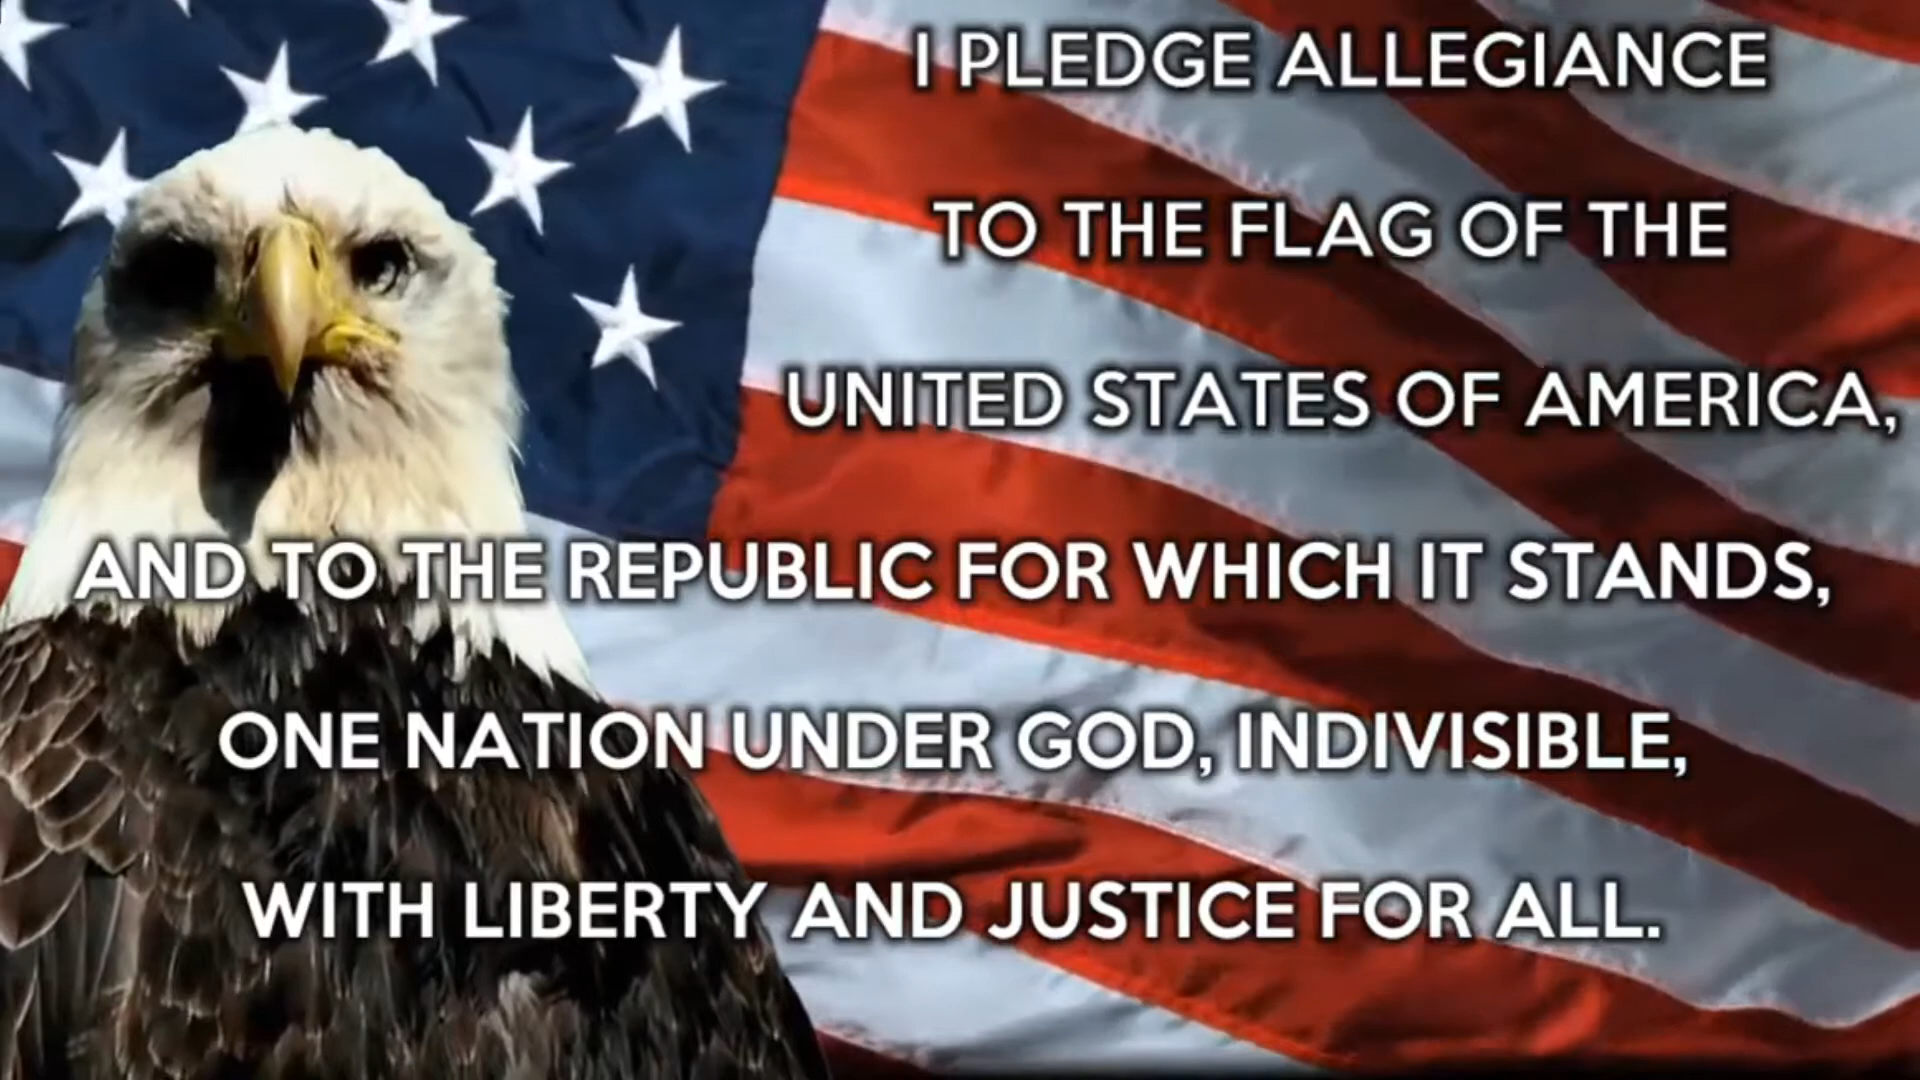 I PLEDGE ALLEGIANCE
TO THE FLAG OF THE
UNITED STATES OF AMERICA,
AND TO THE REPUBLIC FOR WHICH IT STANDS,
ONE NATION UNDER GOD, INDIVISIBLE,
WITH LIBERTY AND JUSTICE FOR ALL.